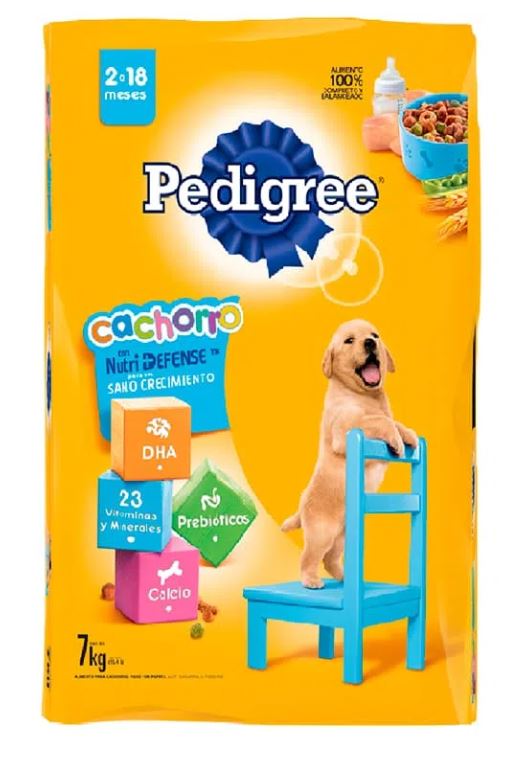 2 a 18
meses
ALIMENTO
100%
COMPLETO Y
BALANCEADO
Pedigree®
cachorro
con
Nutri DEFENSE™
para un
SANO CRECIMIENTO
DHA
23
Vitaminas
y Minerales
Prebióticos
Calcio
7kg